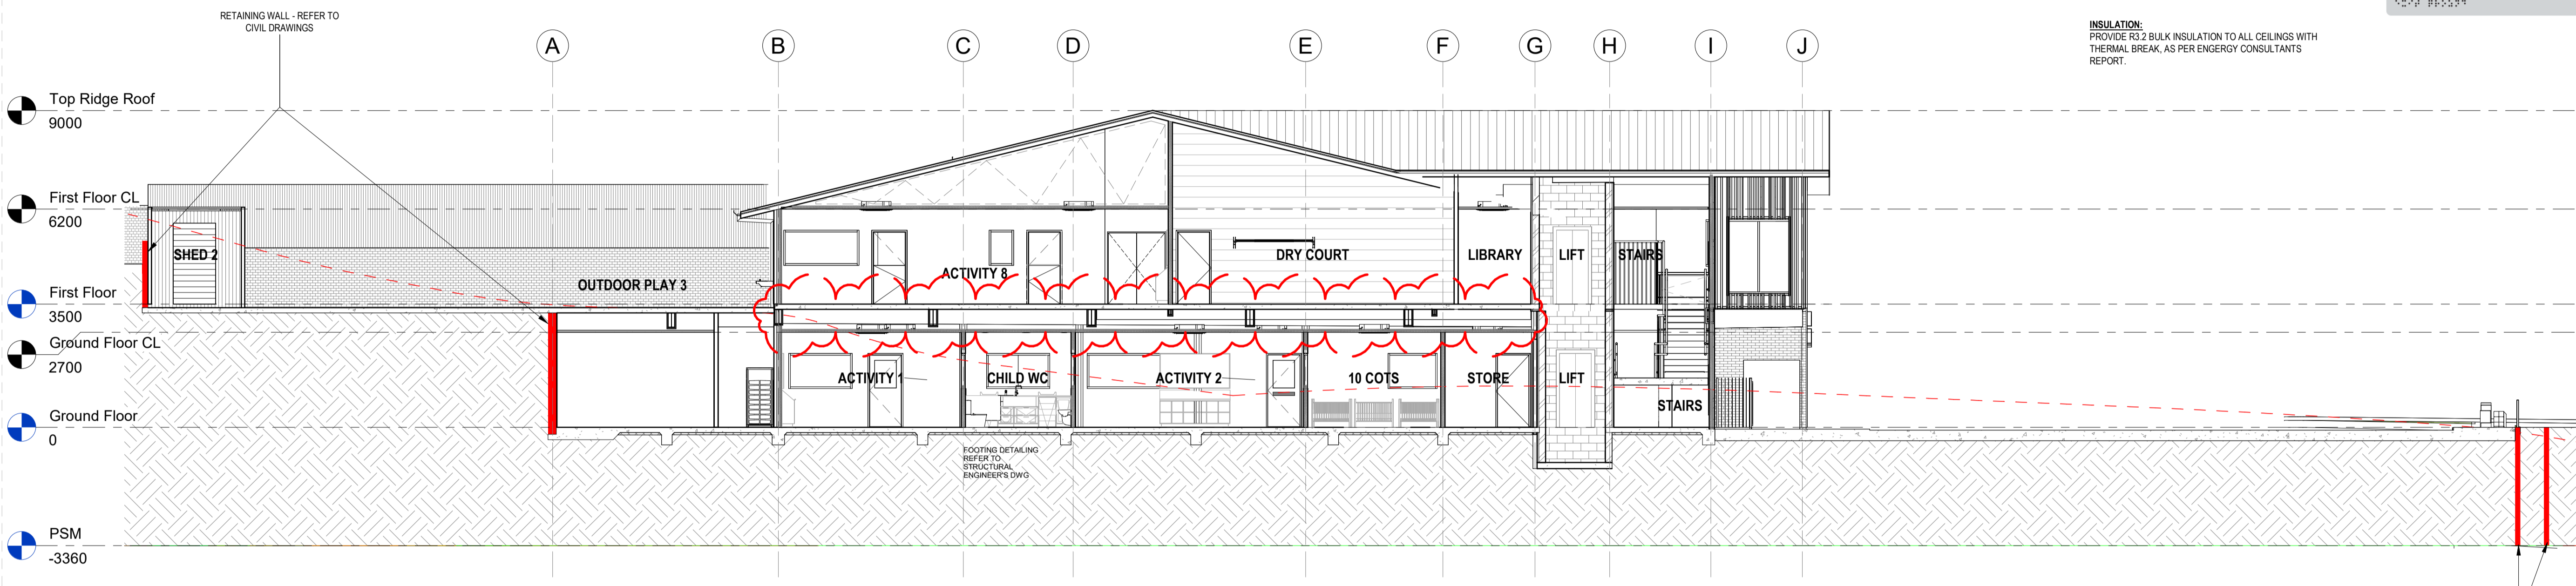 RETAINING WALL - REFER TO
CIVIL DRAWINGS
INSULATION:
PROVIDE R3.2 BULK INSULATION TO ALL CEILINGS WITH
THERMAL BREAK, AS PER ENGERGY CONSULTANTS
REPORT.
A
B
C
D
E
F
G
H
I
J
Top Ridge Roof
9000
First Floor CL
6200
First Floor
3500
Ground Floor CL
2700
Ground Floor
0
PSM
-3360
SHED 2
OUTDOOR PLAY 3
ACTIVITY 8
DRY COURT
LIBRARY
LIFT
STAIRS
ACTIVITY 1
CHILD WC
ACTIVITY 2
10 COTS
STORE
LIFT
STAIRS
FOOTING DETAILING
REFER TO
STRUCTURAL
ENGINEER'S DWG